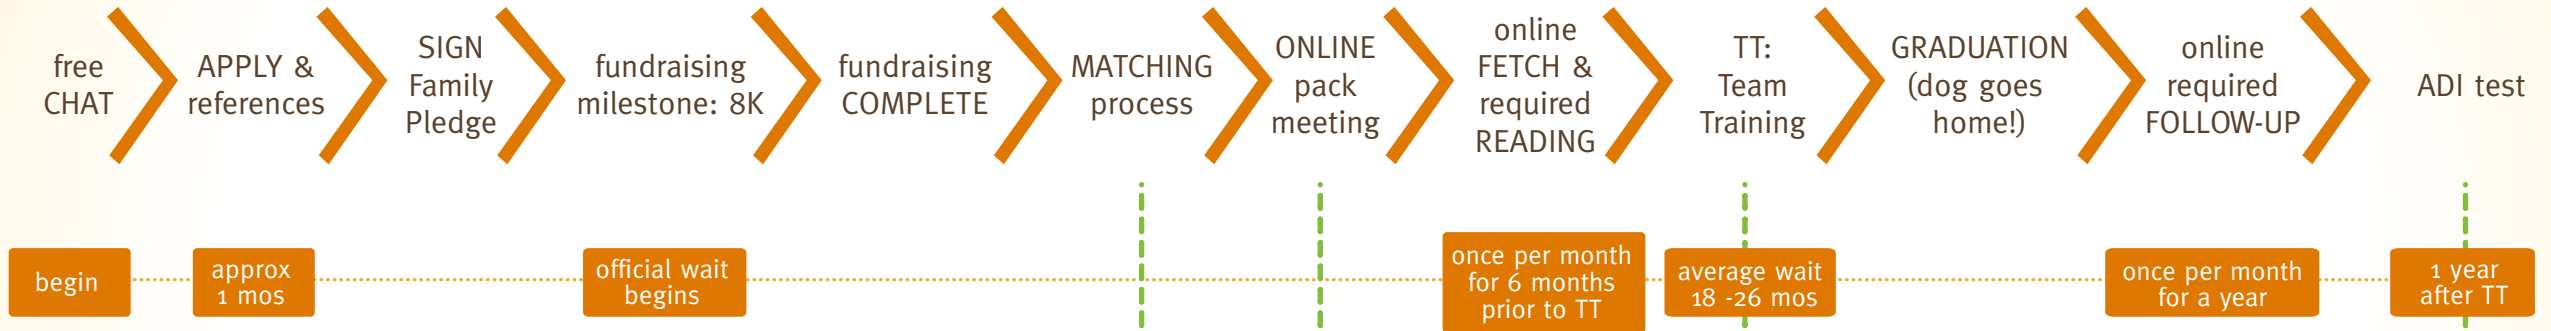 free
CHAT
APPLY &
references
SIGN
Family
Pledge
fundraising
milestone: 8K
fundraising
COMPLETE
MATCHING
process
ONLINE
pack
meeting
online
FETCH &
required
READING
TT:
Team
Training
GRADUATION
(dog goes
home!)
online
required
FOLLOW-UP
ADI test
begin
approx
1 mos
official wait
begins
once per month
for 6 months
prior to TT
average wait
18 -26 mos
once per month
for a year
1 year
after TT